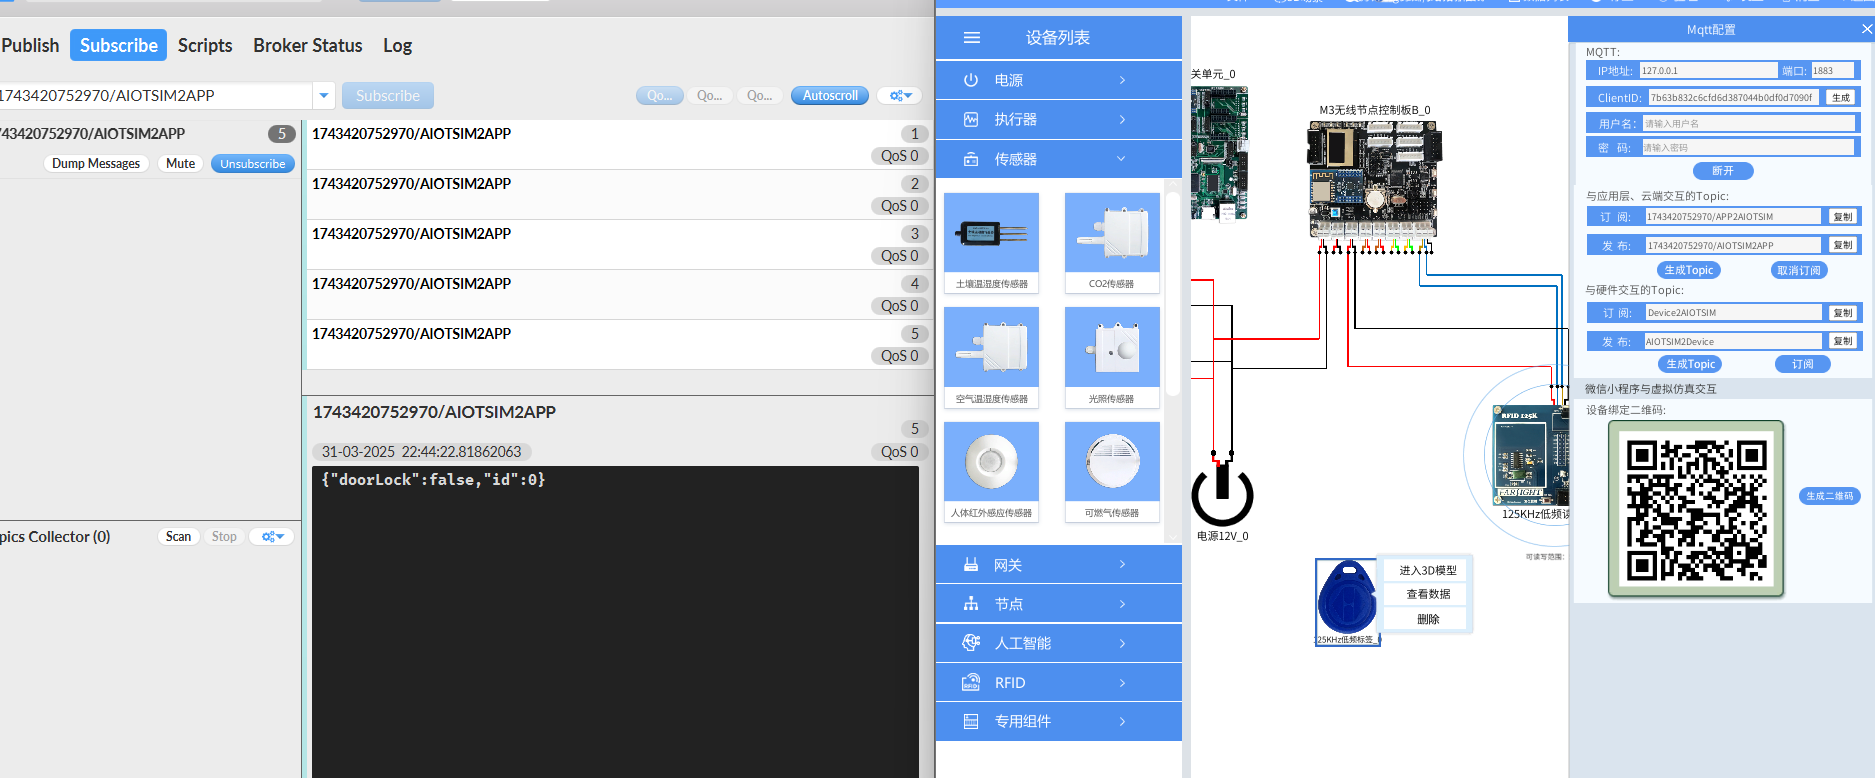 Publish
Subscribe
Scripts
Broker Status
Log
1743420752970/AIOTSIM2APP
Subscribe
Qo...
Qo...
Qo...
Autoscroll
743420752970/AIOTSIM2APP
5
Dump Messages
Mute
Unsubscribe
1743420752970/AIOTSIM2APP
1
QoS 0
1743420752970/AIOTSIM2APP
2
QoS 0
1743420752970/AIOTSIM2APP
3
QoS 0
1743420752970/AIOTSIM2APP
4
QoS 0
1743420752970/AIOTSIM2APP
5
QoS 0
pics Collector (0)
Scan
Stop
1743420752970/AIOTSIM2APP
5
31-03-2025 22:44:22.81862063
QoS 0
{"doorLock":false,"id":0}
设备列表
电源
执行器
传感器
土壤温湿度传感器
CO2传感器
空气温湿度传感器
光照传感器
人体红外感应传感器
可燃气传感器
网关
节点
人工智能
RFID
RFID
专用组件
关单元_0
M3无线节点控制板B_0
电源12V_0
RFID 125K
FARSIGHT
125KHz低频读
可读写范围:
125KHz低频标签_0
进入3D模型
查看数据
删除
Mqtt配置
MQTT:
IP地址:
127.0.0.1
端口:
1883
ClientID:
7b63b832c6cfd6d387044b0df0d7090f
生成
用户名:
请输入用户名
密 码:
请输入密码
断开
与应用层、云端交互的Topic:
订 阅:
1743420752970/APP2AIOTSIM
复制
发 布:
1743420752970/AIOTSIM2APP
复制
生成Topic
取消订阅
与硬件交互的Topic:
订 阅:
Device2AIOTSIM
复制
发 布:
AIOTSIM2Device
复制
生成Topic
订阅
微信小程序与虚拟仿真交互
设备绑定二维码:
生成二维码